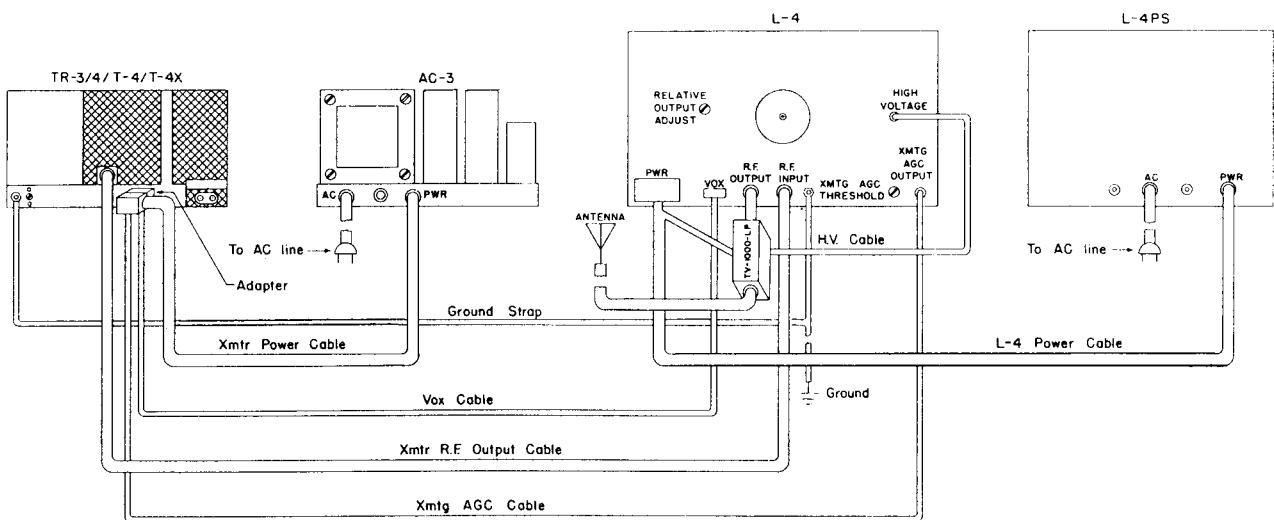 L-4
L-4PS
TR-3/4/T-4/T-4X
AC-3
RELATIVE
OUTPUT
ADJUST
HIGH
VOLTAGE
XMTG
AGC
OUTPUT
PWR
VOX
R.F.
OUTPUT
R.F.
INPUT
XMTG AGC
THRESHOLD
AC
PWR
AC
PWR
ANTENNA
TV-1000-LP
H.V. Cable
To AC line
To AC line
Adapter
Ground Strap
Xmtr Power Cable
L-4 Power Cable
Vox Cable
Ground
Xmtr R.F. Output Cable
Xmtg AGC Cable